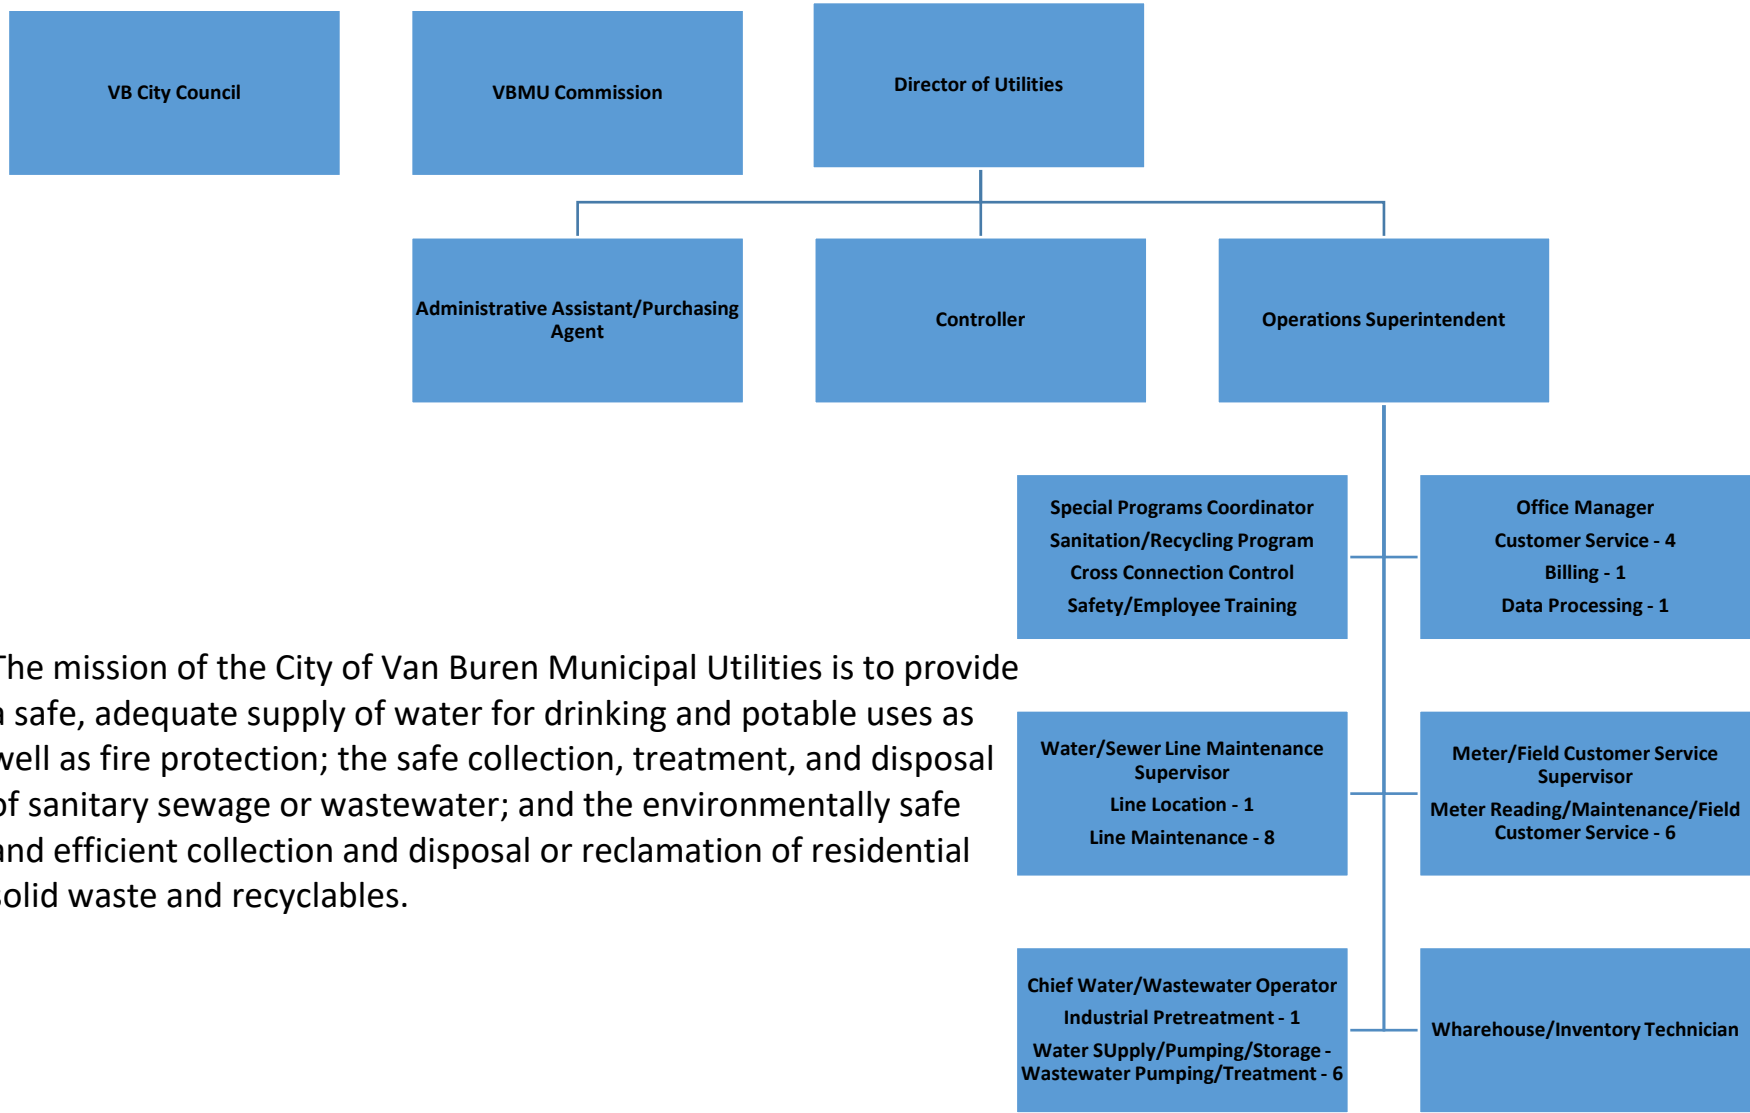 VB City Council
VBMU Commission
Director of Utilities
Administrative Assistant/Purchasing
Agent
Controller
Operations Superintendent
Special Programs Coordinator
Sanitation/Recycling Program
Cross Connection Control
Safety/Employee Training
Office Manager
Customer Service - 4
Billing - 1
Data Processing - 1
The mission of the City of Van Buren Municipal Utilities is to provide
a safe, adequate supply of water for drinking and potable uses as
well as fire protection; the safe collection, treatment, and disposal
of sanitary sewage or wastewater; and the environmentally safe
and efficient collection and disposal or reclamation of residential
solid waste and recyclables.
Water/Sewer Line Maintenance
Supervisor
Line Location - 1
Line Maintenance - 8
Meter/Field Customer Service
Supervisor
Meter Reading/Maintenance/Field
Customer Service - 6
Chief Water/Wastewater Operator
Industrial Pretreatment - 1
Water SUpply/Pumping/Storage -
Wastewater Pumping/Treatment - 6
Wharehouse/Inventory Technician